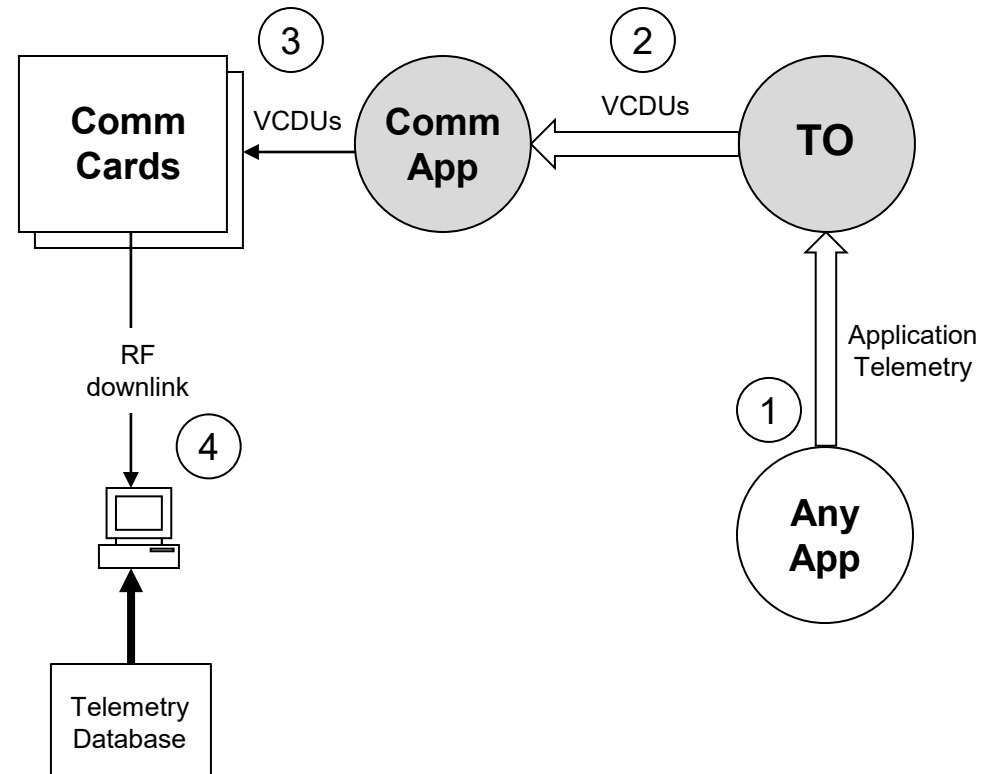 3
2
Comm
Cards
VCDUs
Comm
App
VCDUs
TO
RF
downlink
Application
Telemetry
1
4
Any
App
Telemetry
Database